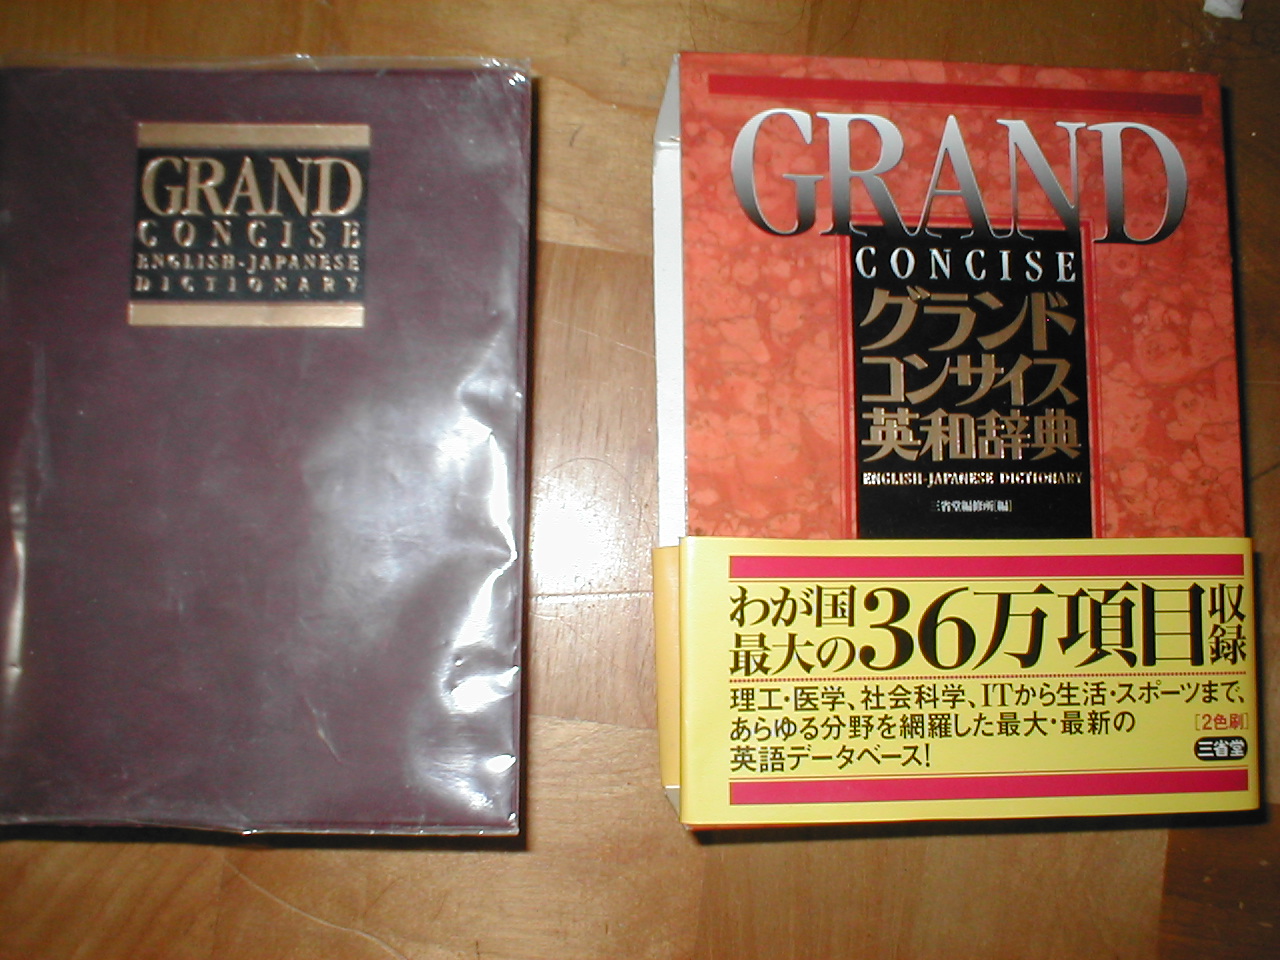 GRAND
CONCISE
ENGLISH-JAPANESE
DICTIONARY
GRAND
CONCISE
グランド
コンサイス
英和辞典
ENGLISH-JAPANESE DICTIONARY
三省堂編修所[編]
わが国
最大の
36万項目
収録
理工・医学、社会科学、ITから生活・スポーツまで、
あらゆる分野を網羅した最大・最新の
英語データベース!
[2色刷]
三省堂